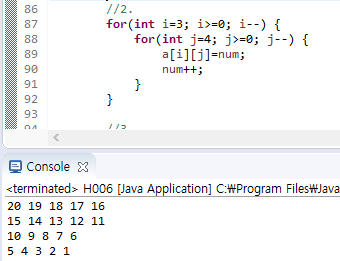 86 //2.
87 for(int i=3; i>=0; i--) {
88 for(int j=4; j>=0; j--) {
89 a[i][j]=num;
90 num++;
91 }
92 }
93
94 //3
Console
<terminated> H006 [Java Application] C:₩Program Files₩Java
20 19 18 17 16
15 14 13 12 11
10 9 8 7 6
5 4 3 2 1